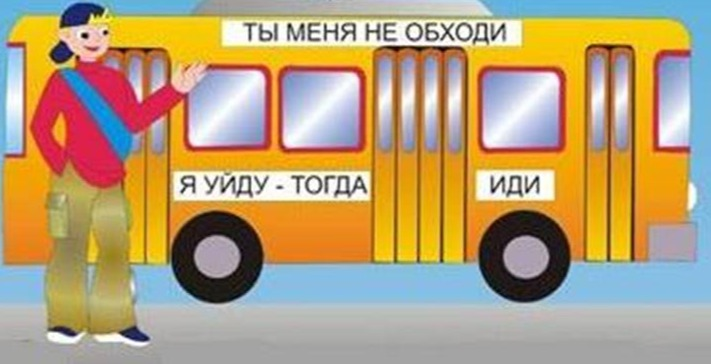 ТЫ МЕНЯ НЕ ОБХОДИ
Я УЙДУ - ТОГДА ИДИ